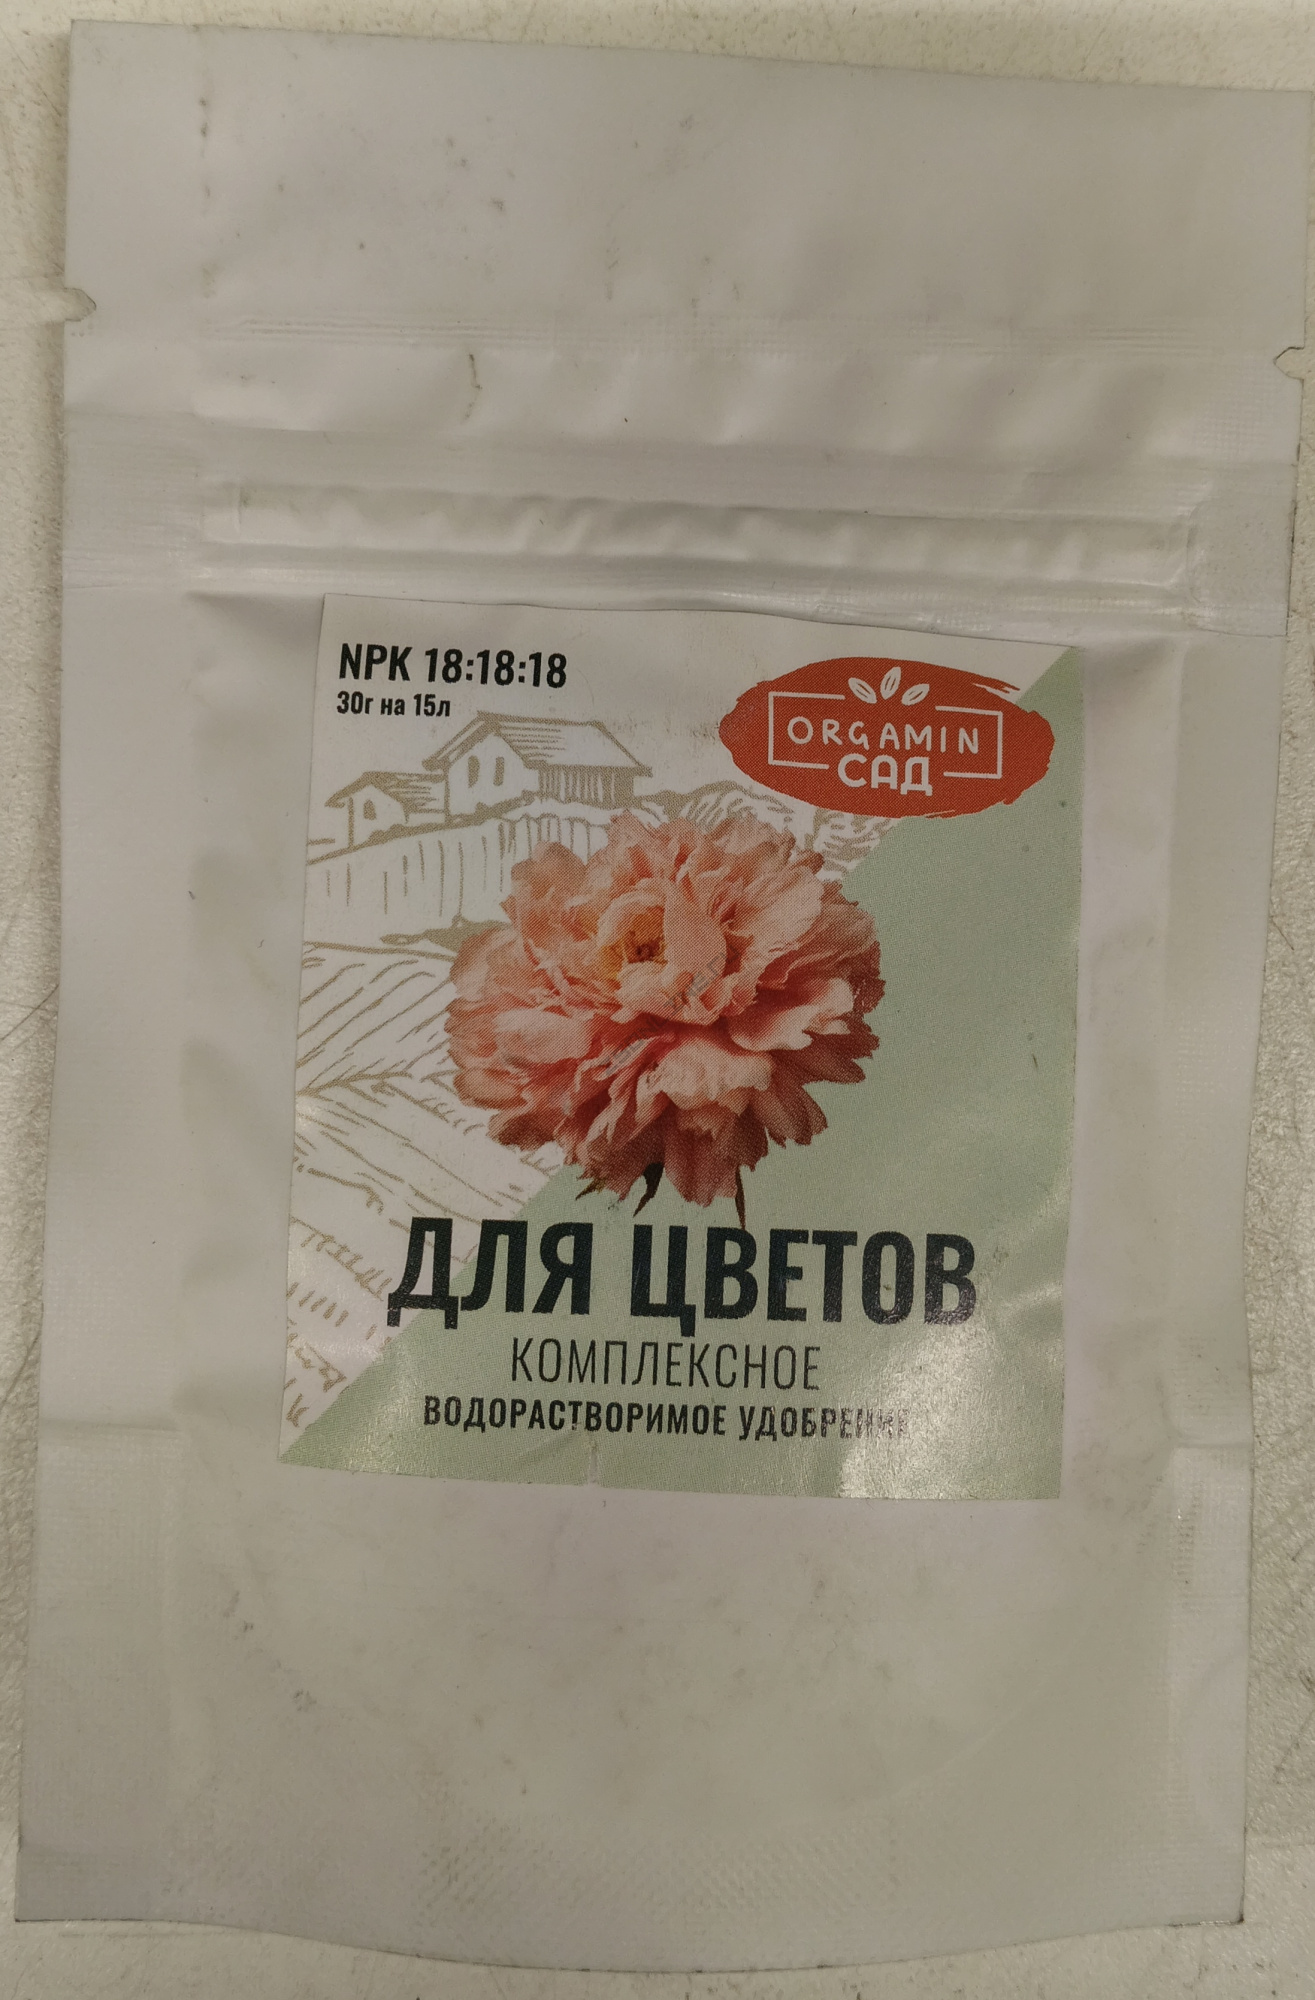 NPK 18:18:18
30г на 15л
ORGAMIN
САД
ДЛЯ ЦВЕТОВ
КОМПЛЕКСНОЕ
ВОДОРАСТВОРИМОЕ УДОБРЕНИЕ